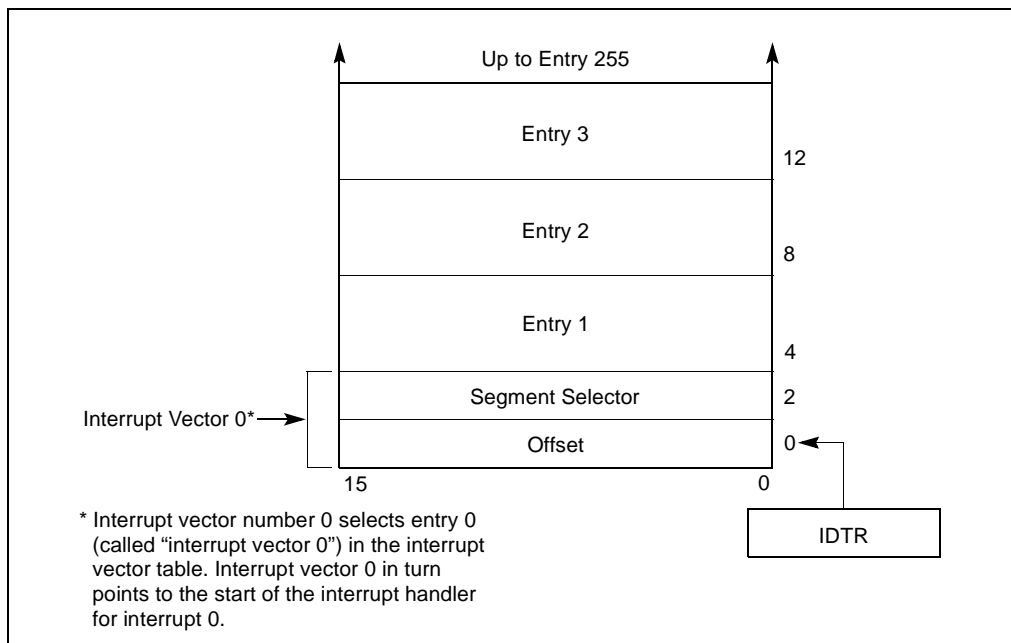 Up to Entry 255
Entry 3
12
Entry 2
8
Entry 1
4
Segment Selector
2
Interrupt Vector 0*
Offset
0
15
0
* Interrupt vector number 0 selects entry 0
(called “interrupt vector 0”) in the interrupt
vector table. Interrupt vector 0 in turn
points to the start of the interrupt handler
for interrupt 0.
IDTR